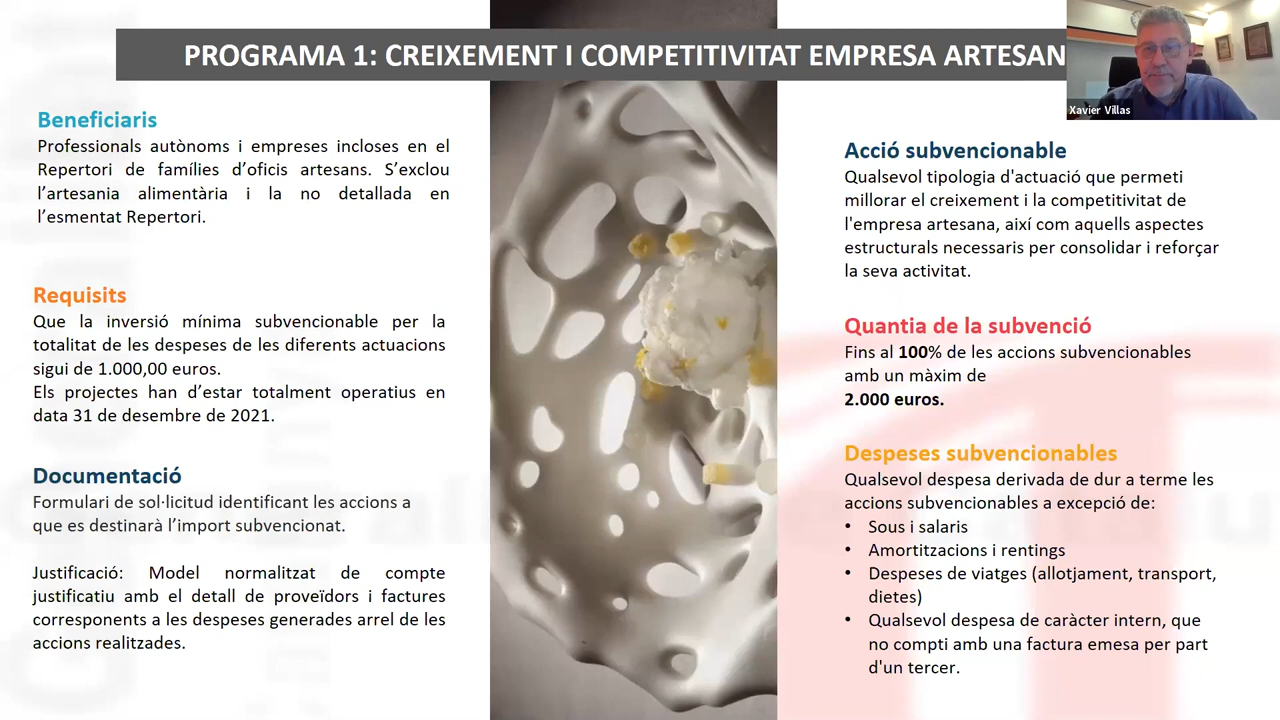 PROGRAMA 1: CREIXEMENT I COMPETITIVITAT EMPRESA ARTESAN
Xavier Villas
Beneficiaris
Professionals autònoms i empreses incloses en el
Repertori de famílies d’oficis artesans. S’exclou
l’artesania alimentària i la no detallada en
l’esmentat Repertori.
Requisits
Que la inversió mínima subvencionable per la
totalitat de les despeses de les diferents actuacions
sigui de 1.000,00 euros.
Els projectes han d’estar totalment operatius en
data 31 de desembre de 2021.
Documentació
Formulari de sol·licitud identificant les accions a
que es destinarà l’import subvencionat.
Justificació: Model normalitzat de compte
justificatiu amb el detall de proveïdors i factures
corresponents a les despeses generades arrel de les
accions realitzades.
Acció subvencionable
Qualsevol tipologia d'actuació que permeti
millorar el creixement i la competitivitat de
l'empresa artesana, així com aquells aspectes
estructurals necessaris per consolidar i reforçar
la seva activitat.
Quantia de la subvenció
Fins al 100% de les accions subvencionables
amb un màxim de
2.000 euros.
Despeses subvencionables
Qualsevol despesa derivada de dur a terme les
accions subvencionables a excepció de:
• Sous i salaris
• Amortitzacions i rentings
• Despeses de viatges (allotjament, transport,
dietes)
• Qualsevol despesa de caràcter intern, que
no compti amb una factura emesa per part
d'un tercer.